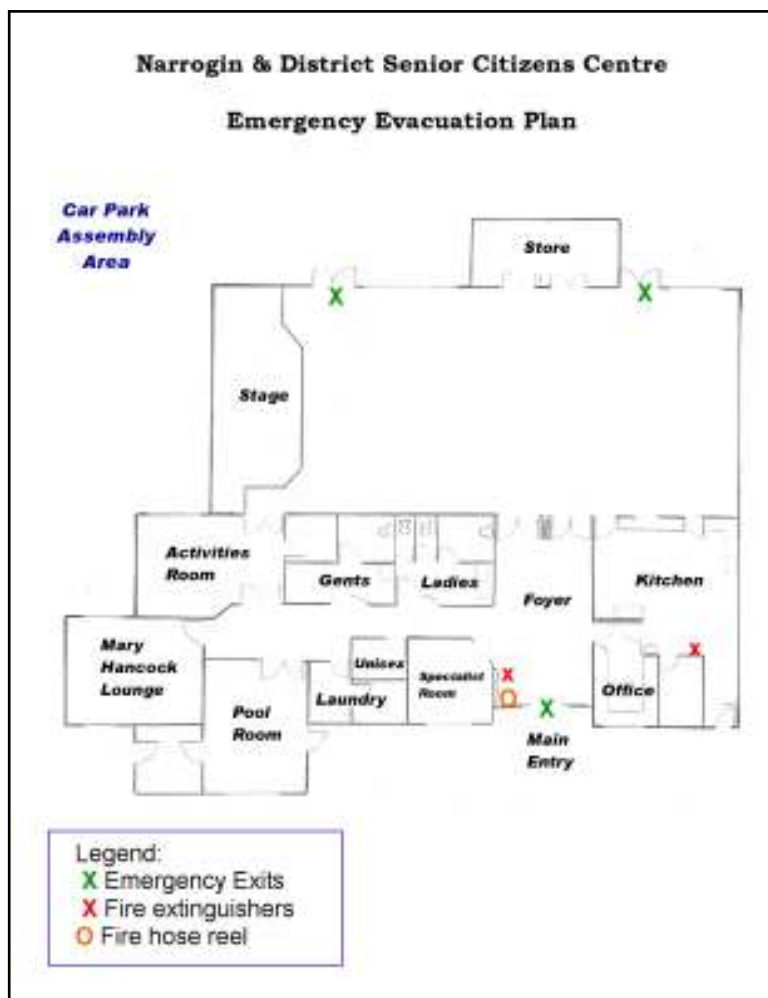 Narrogin & District Senior Citizens Centre
Emergency Evacuation Plan
Car Park
Assembly
Area
Store
X
X
Stage
Activities
Room
Gents
Ladies
Foyer
Kitchen
Mary
Hancock
Lounge
Unisex
Specialist
Room
X
X
Pool
Room
Laundry
O
X
Office
Main
Entry
Legend:
X Emergency Exits
X Fire extinguishers
O Fire hose reel